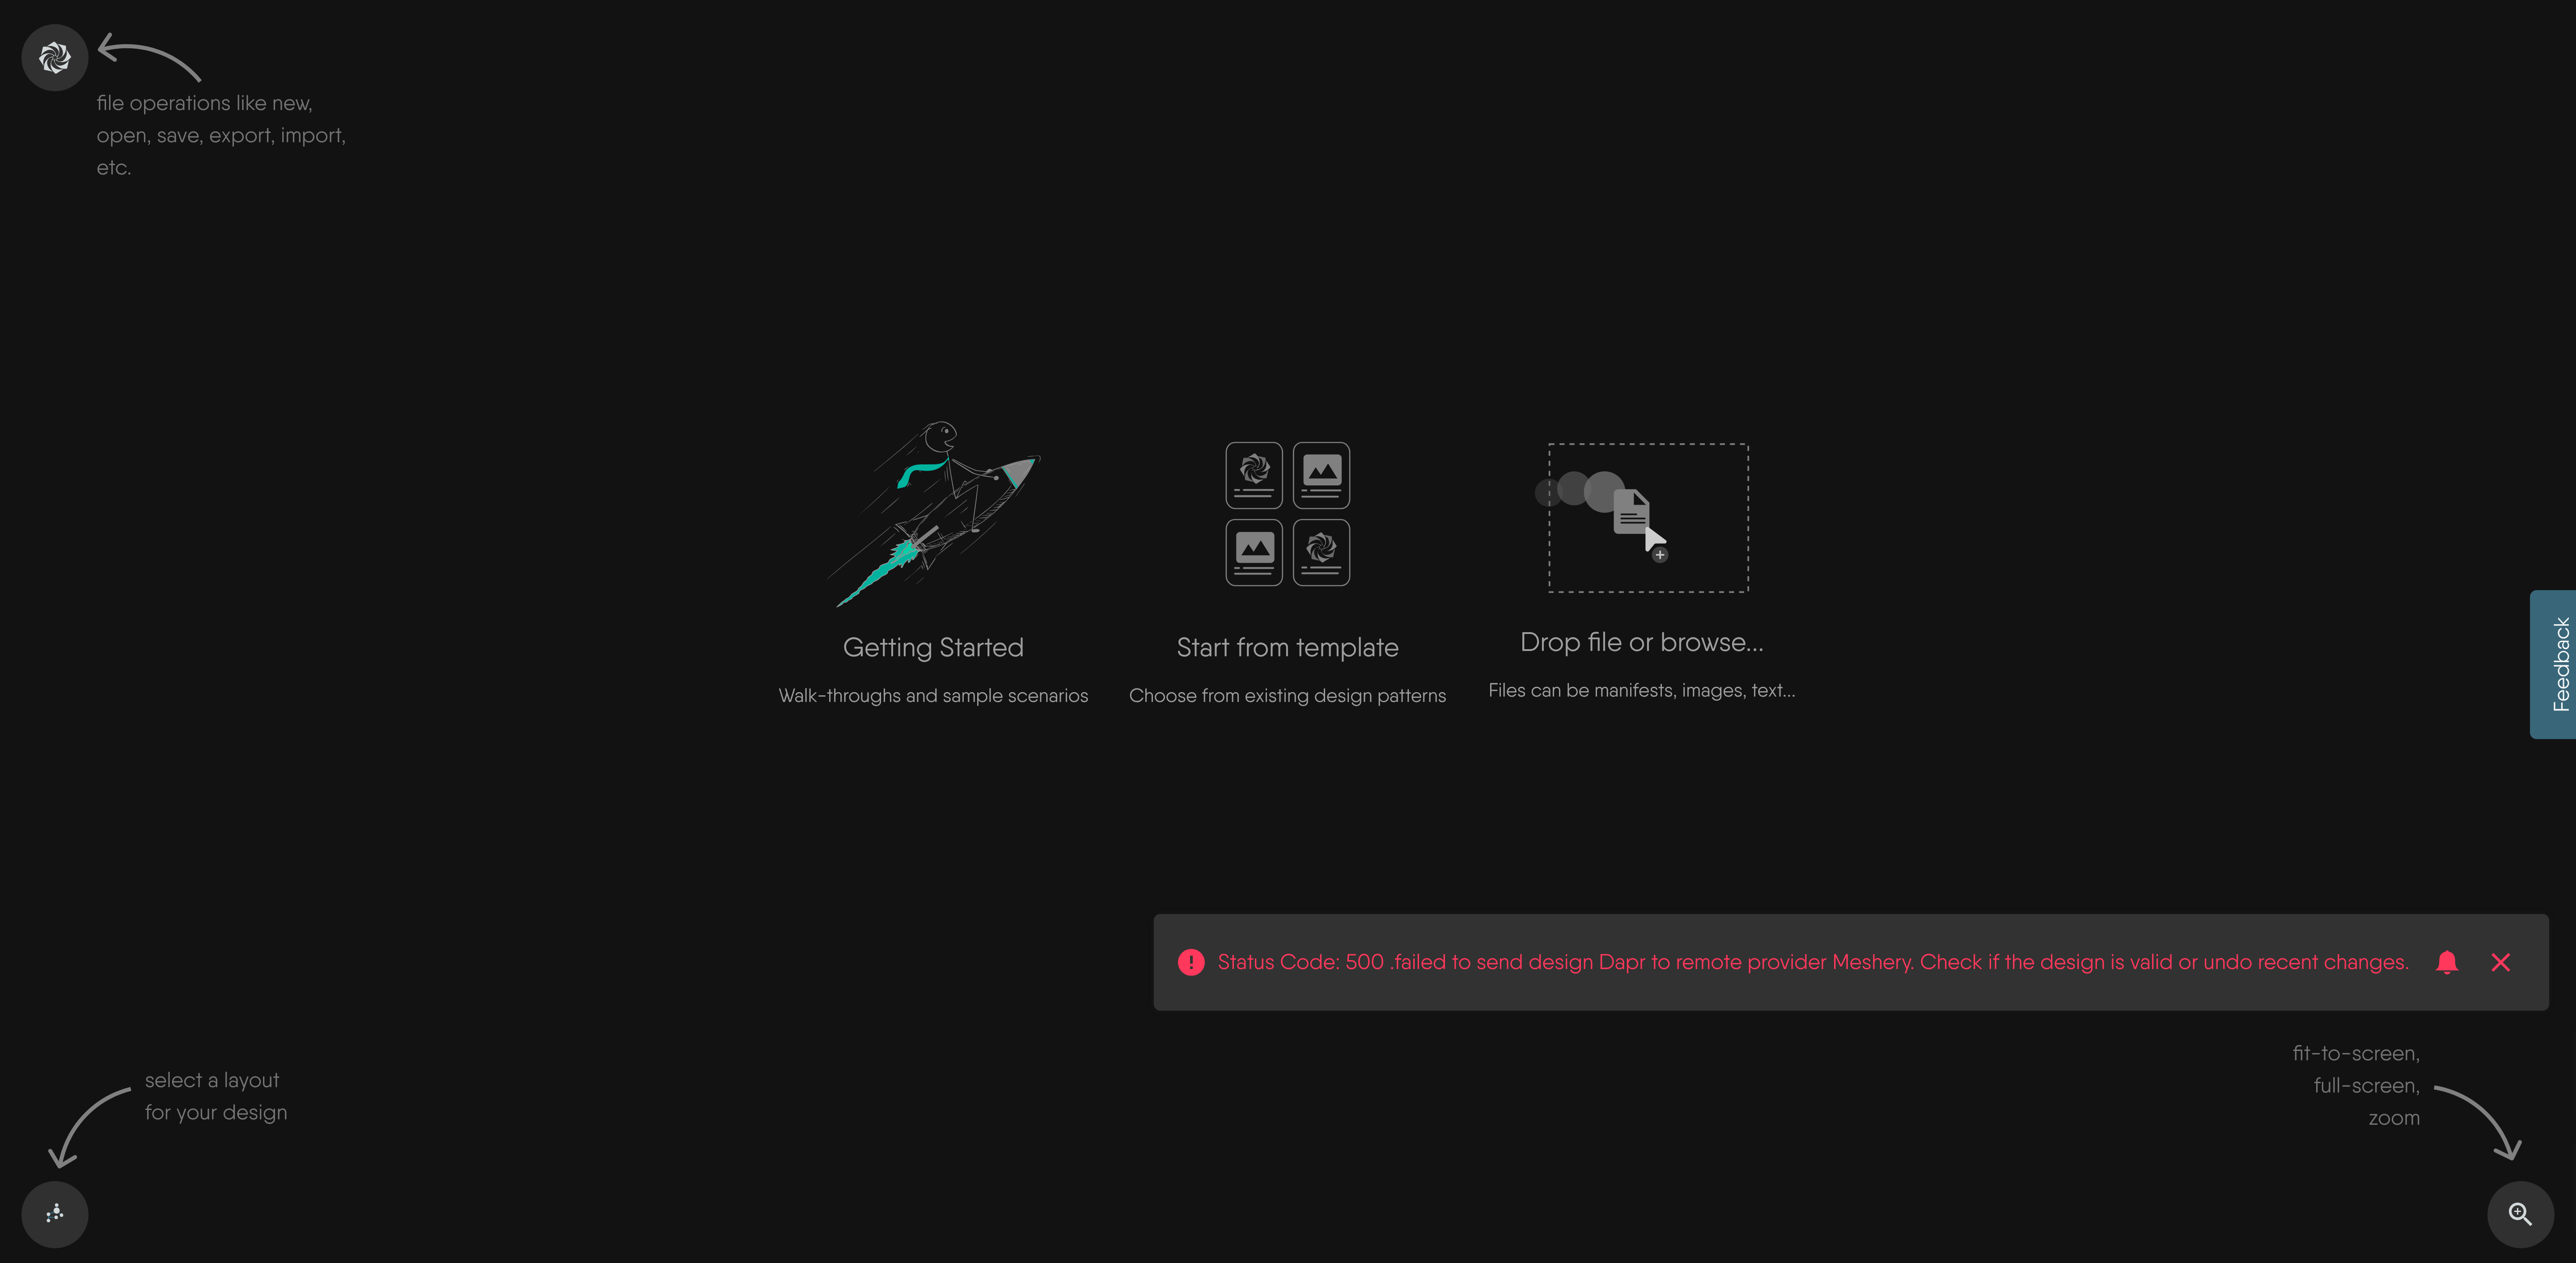 file operations like new,
open, save, export, import,
etc.
Getting Started
Walk-throughs and sample scenarios
Start from template
Choose from existing design patterns
Drop file or browse...
Files can be manifests, images, text...
Feedback
Status Code: 500 .failed to send design Dapr to remote provider Meshery. Check if the design is valid or undo recent changes.
select a layout
for your design
fit-to-screen,
full-screen,
zoom